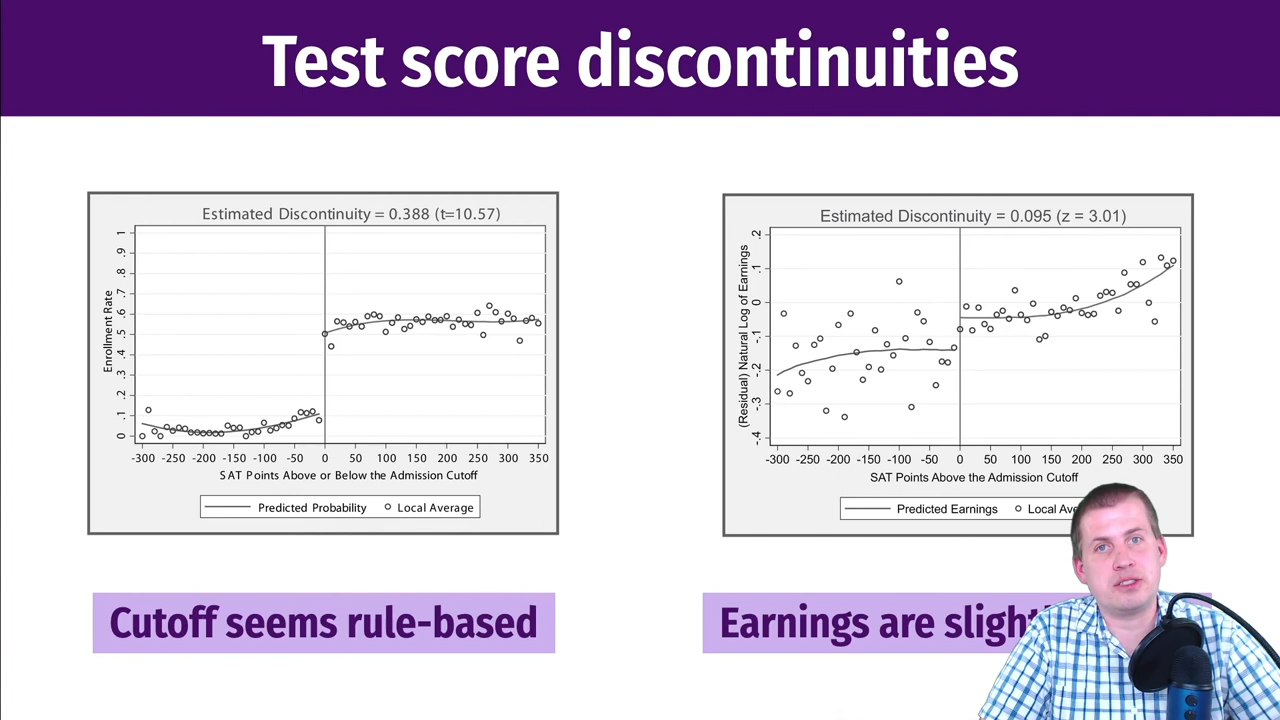 Test score discontinuities
Estimated Discontinuity = 0.388 (t=10.57)
Enrollment Rate
1
.9
.8
.7
.6
.5
.4
.3
.2
.1
0
-300 -250 -200 -150 -100 -50 0 50 100 150 200 250 300 350
SAT Points Above or Below the Admission Cutoff
Predicted Probability Local Average
Estimated Discontinuity = 0.095 (z = 3.01)
(Residual) Natural Log of Earnings
.2
.1
0
-.1
-.2
-.3
-.4
-300 -250 -200 -150 -100 -50 0 50 100 150 200 250 300 350
SAT Points Above the Admission Cutoff
Predicted Earnings Local
Cutoff seems rule-based
Earnings are